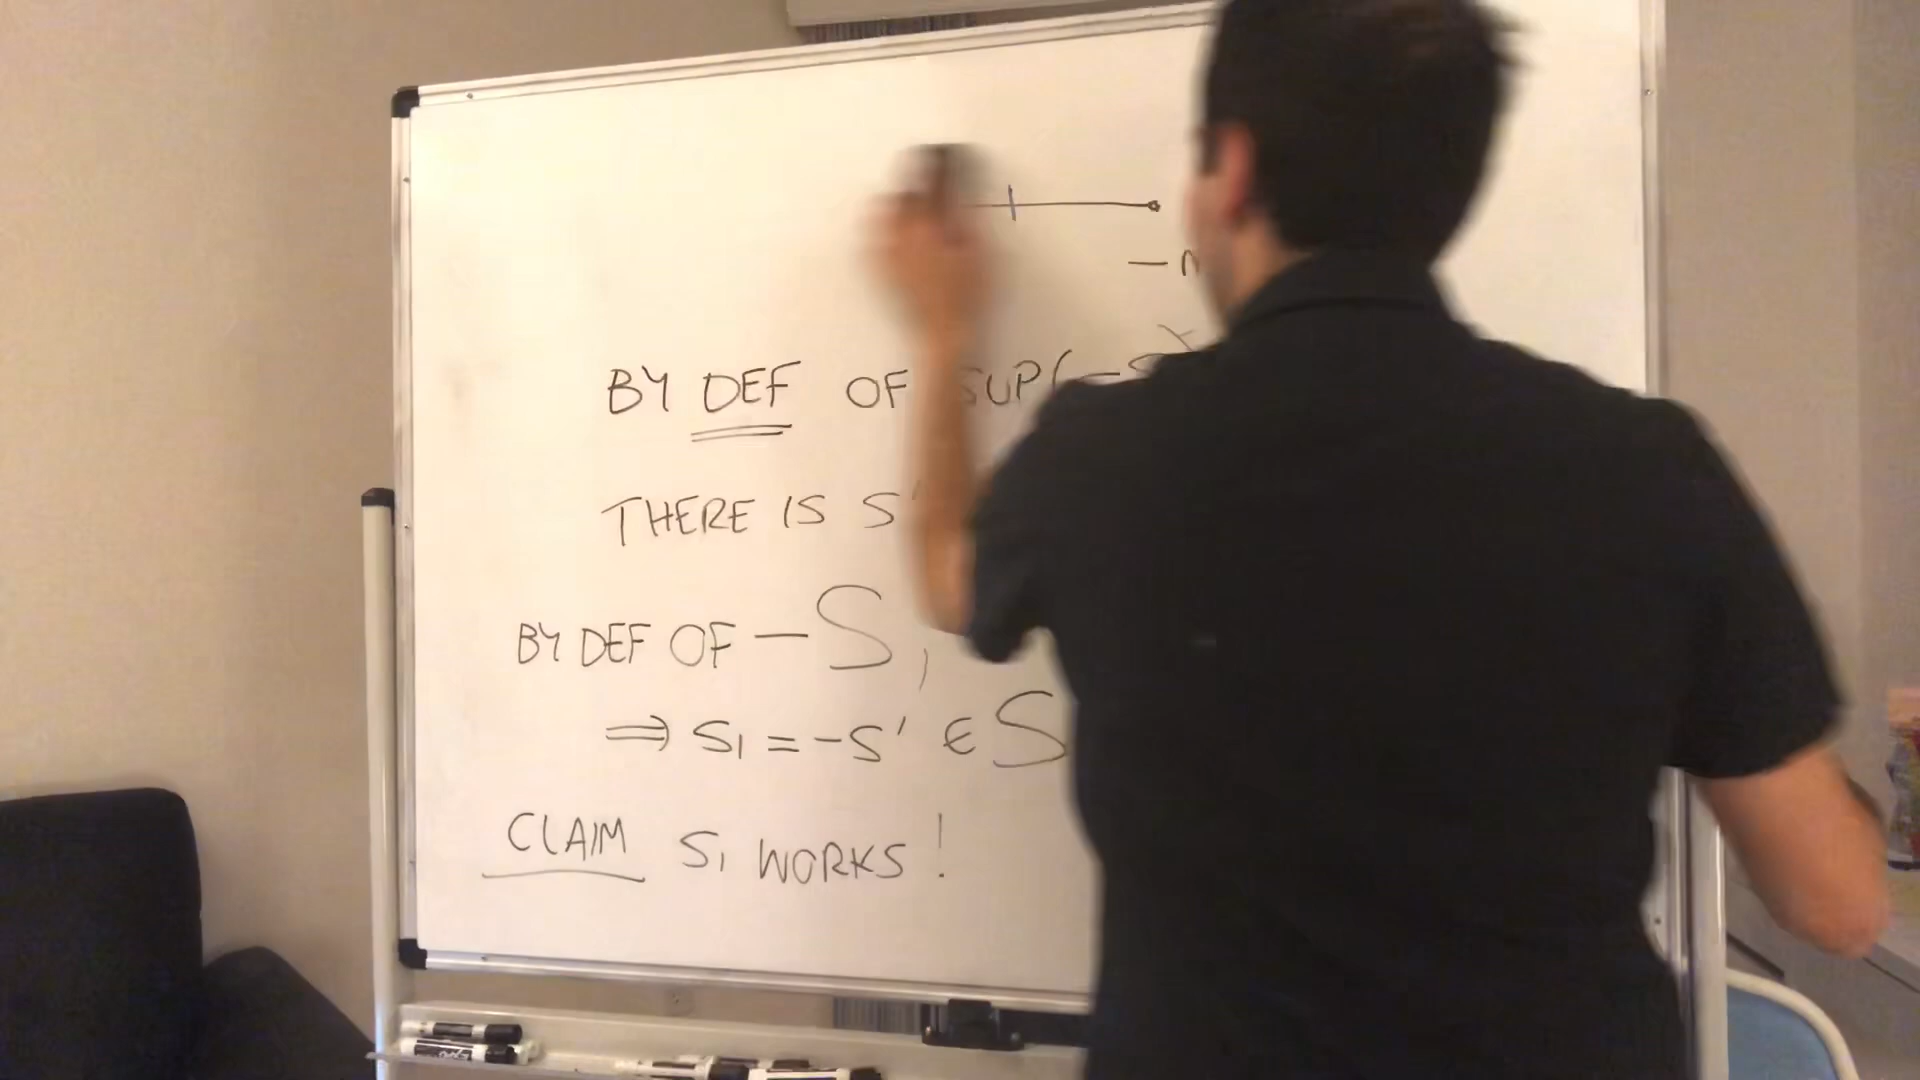 BY DEF OF SUP(-S)
THERE IS S'
BY DEF OF -S,
⇒ S₁ = -S' ∈ S
CLAIM S₁ WORKS!